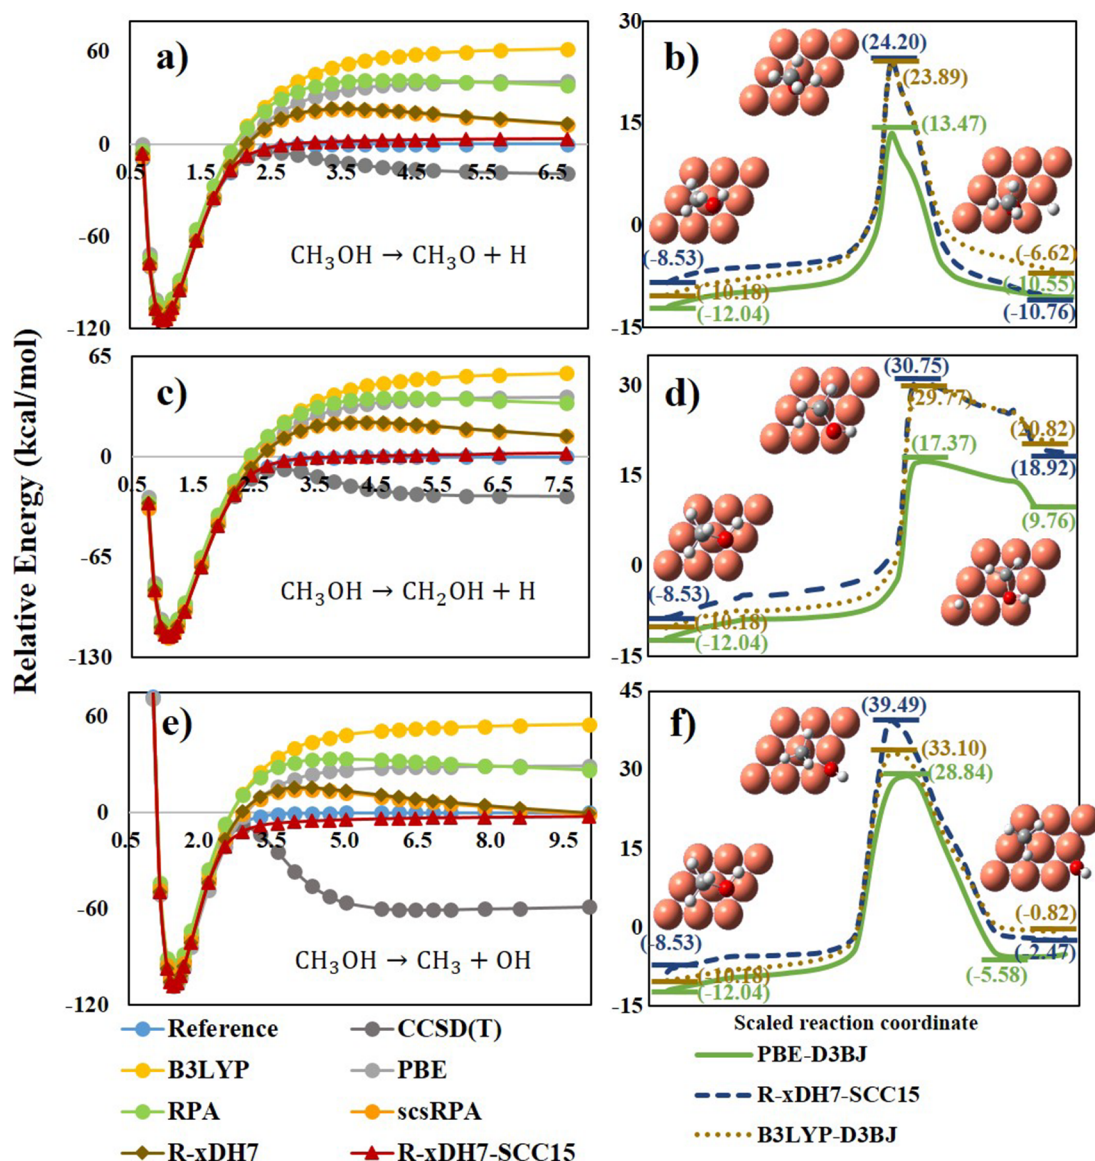 Relative Energy (kcal/mol)
a)
60
0
-60
-120
0.5 1.5 2.5 3.5 4.5 5.5 6.5
CH₃OH → CH₃O + H
b)
30
15
0
-15
(24.20)
(23.89)
(13.47)
(-8.53)
(-10.18)
(-12.04)
(-6.62)
(-10.55)
(-10.76)
c)
65
0
-65
-130
0.5 1.5 2.5 3.5 4.5 5.5 6.5 7.5
CH₃OH → CH₂OH + H
d)
30
15
0
-15
(30.75)
(29.77)
(17.37)
(20.82)
(18.92)
(9.76)
(-8.53)
(-10.18)
(-12.04)
e)
60
0
-60
-120
0.5 2.0 3.5 5.0 6.5 8.0 9.5
CH₃OH → CH₃ + OH
f)
45
30
15
0
-15
(39.49)
(33.10)
(28.84)
(-8.53)
(-10.18)
(-12.04)
(-0.82)
(-2.47)
(-5.58)
Scaled reaction coordinate
Reference
CCSD(T)
B3LYP
PBE
RPA
scsRPA
R-xDH7
R-xDH7-SCC15
PBE-D3BJ
R-xDH7-SCC15
B3LYP-D3BJ